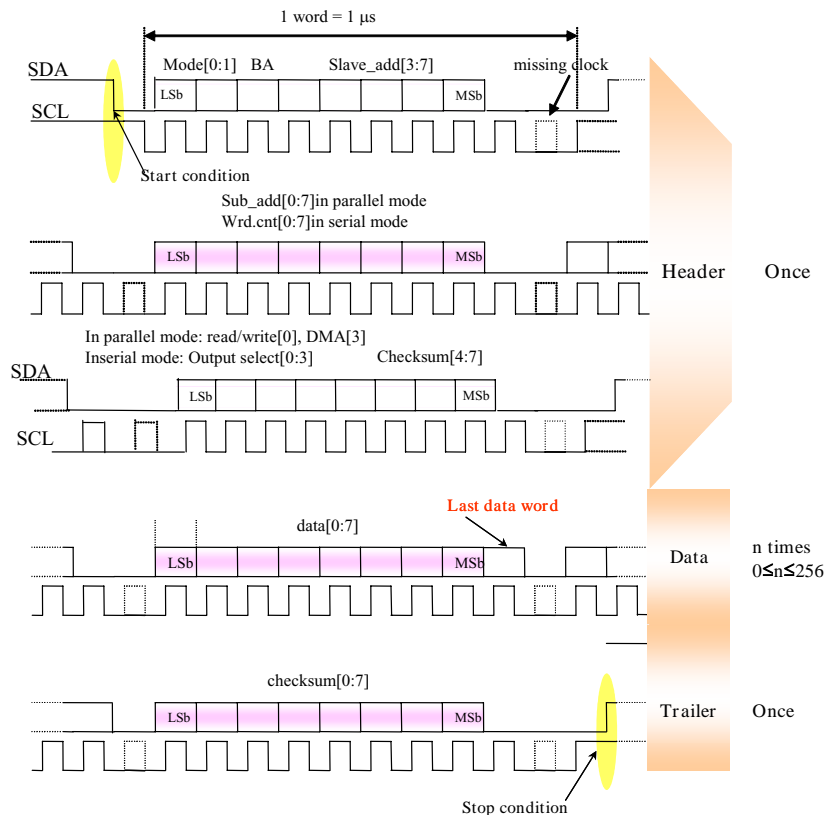 1 word = 1 μs
Mode[0:1] BA Slave_add[3:7] missing clock
SDA
LSb MSb
SCL
Start condition
Sub_add[0:7]in parallel mode
Wrd.cnt[0:7]in serial mode
LSb MSb
Header Once
In parallel mode: read/write[0], DMA[3]
Inserial mode: Output select[0:3] Checksum[4:7]
SDA
LSb MSb
SCL
Last data word
data[0:7]
LSb MSb
Data n times
0≤n≤256
checksum[0:7]
LSb MSb
Trailer Once
Stop condition